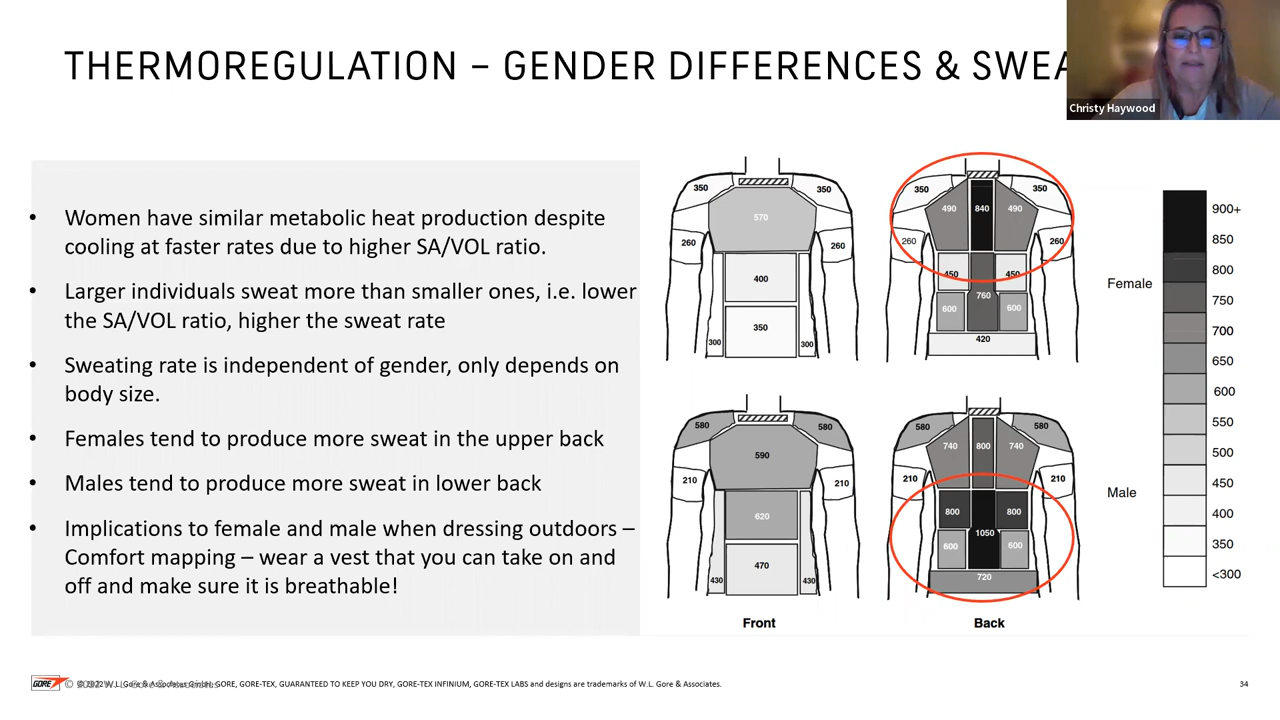 THERMOREGULATION – GENDER DIFFERENCES & SWEA
Christy Haywood
• Women have similar metabolic heat production despite
cooling at faster rates due to higher SA/VOL ratio.
• Larger individuals sweat more than smaller ones, i.e. lower
the SA/VOL ratio, higher the sweat rate
• Sweating rate is independent of gender, only depends on
body size.
• Females tend to produce more sweat in the upper back
• Males tend to produce more sweat in lower back
• Implications to female and male when dressing outdoors –
Comfort mapping – wear a vest that you can take on and
off and make sure it is breathable!
350 350
570
260 260
400
350
300 300
350 350
490 840 490
260 260
450 450
760
600 600
420
Female
580 580
590
210 210
620
470
430 430
Front
580 580
740 800 740
210 210
800 800
1050
600 600
720
Back
Male
900+
850
800
750
700
650
600
550
500
450
400
350
<300
GORE
W.L. Gore & Associates GORE, GORE-TEX, GUARANTEED TO KEEP YOU DRY, GORE-TEX INFINIUM, GORE-TEX LABS and designs are trademarks of W.L. Gore & Associates.
34